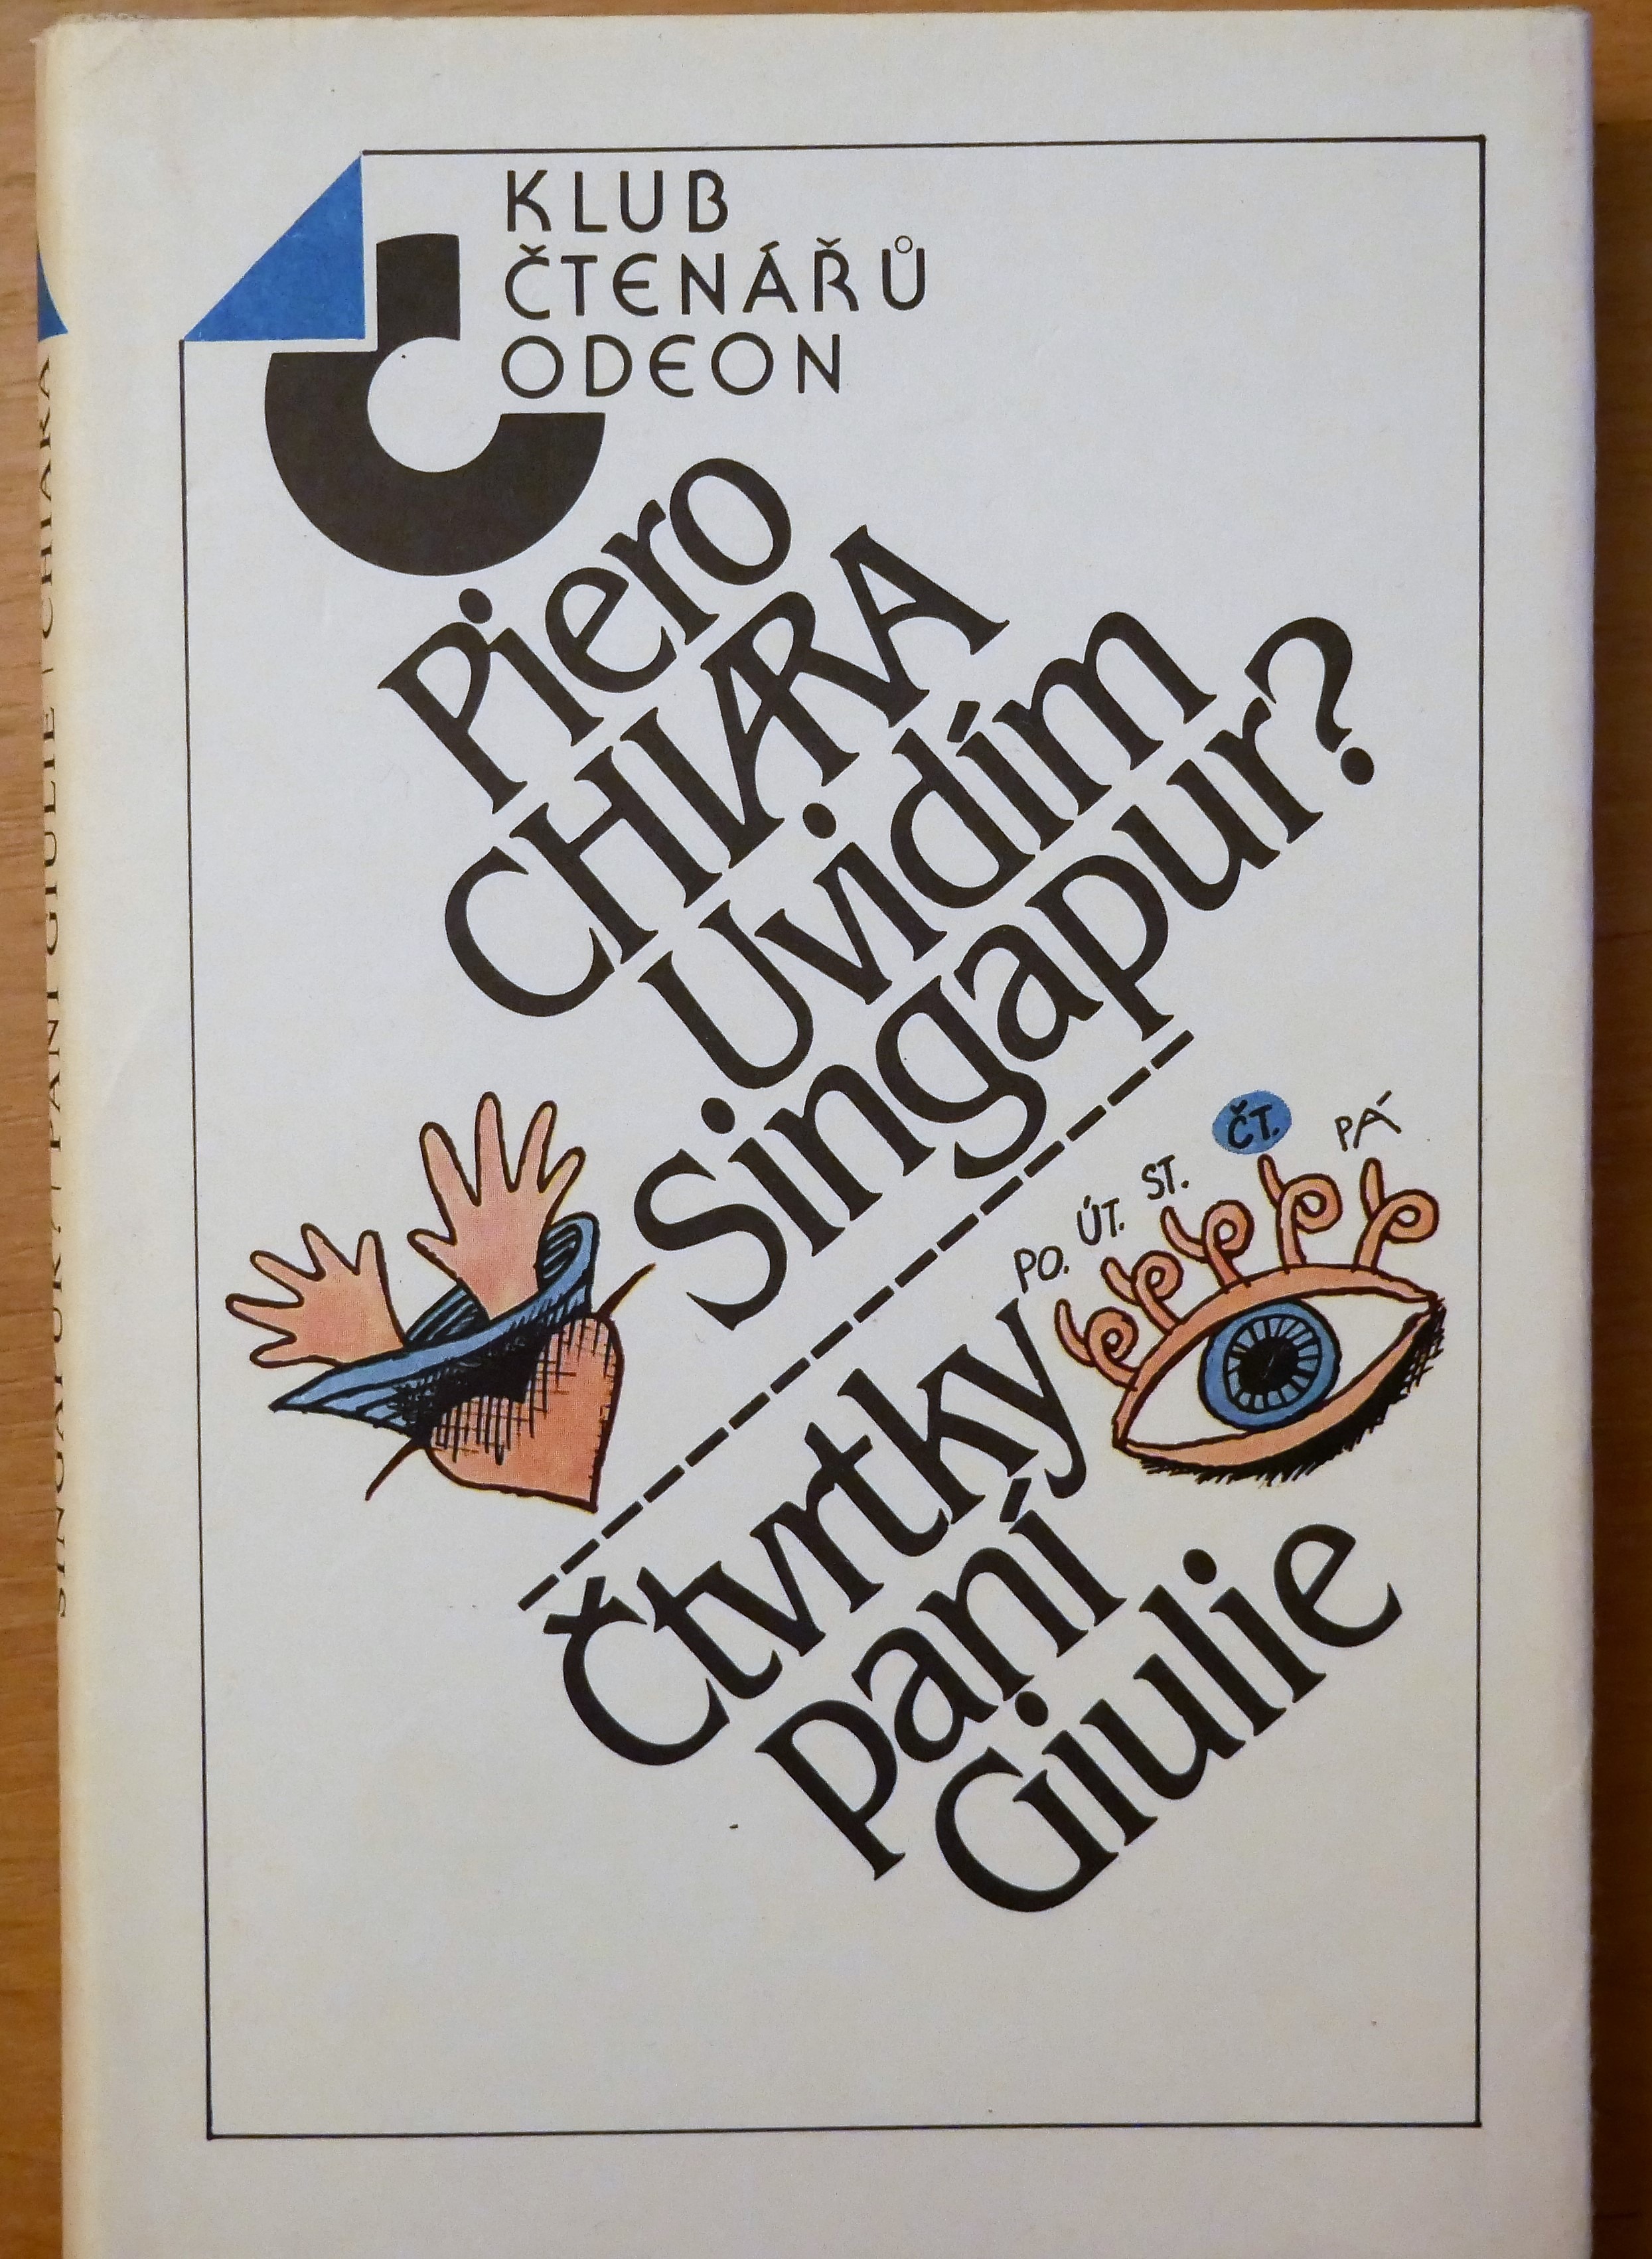 KLUB
ČTENÁŘŮ
ODEON
Piero
CHIARA
Uvidím
Singapur?
PO. ÚT. ST. ČT. PÁ
Čtvrtky
paní
Giulie
SINGAPUR? / PANÍ GIULIE / CHIARA